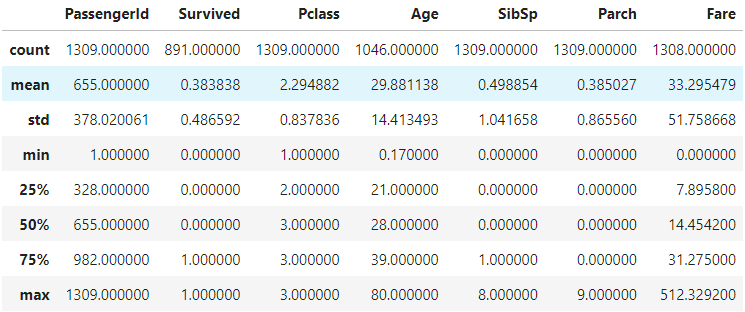 PassengerId Survived Pclass Age SibSp Parch Fare
count 1309.000000 891.000000 1309.000000 1046.000000 1309.000000 1309.000000 1308.000000
mean 655.000000 0.383838 2.294882 29.881138 0.498854 0.385027 33.295479
std 378.020061 0.486592 0.837836 14.413493 1.041658 0.865560 51.758668
min 1.000000 0.000000 1.000000 0.170000 0.000000 0.000000 0.000000
25% 328.000000 0.000000 2.000000 21.000000 0.000000 0.000000 7.895800
50% 655.000000 0.000000 3.000000 28.000000 0.000000 0.000000 14.454200
75% 982.000000 1.000000 3.000000 39.000000 1.000000 0.000000 31.275000
max 1309.000000 1.000000 3.000000 80.000000 8.000000 9.000000 512.329200